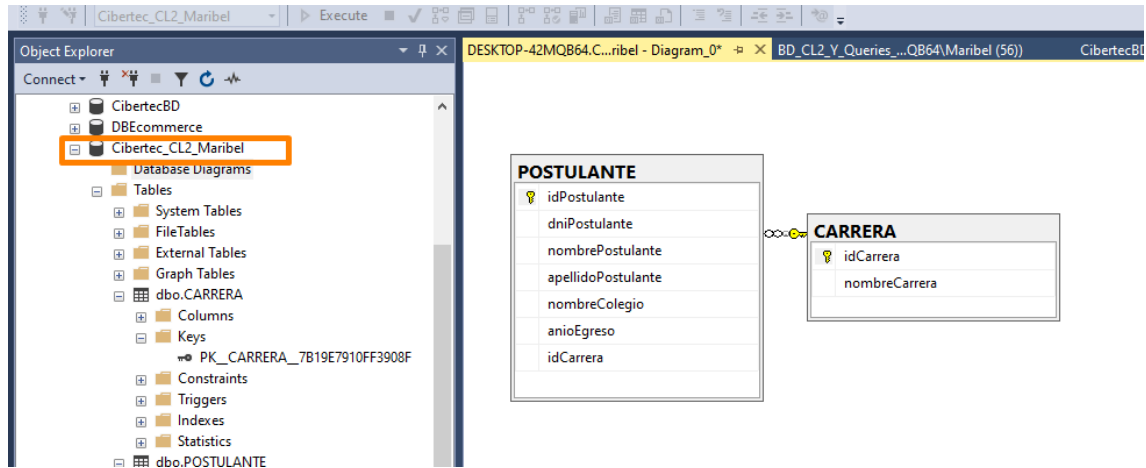 Cibertec_CL2_Maribel
Execute
Object Explorer
DESKTOP-42MQB64.C...ribel - Diagram_0*
BD_CL2_Y_Queries_...QB64\Maribel (56))
CibertecBD
Connect
CibertecBD
DBEcommerce
Cibertec_CL2_Maribel
Database Diagrams
Tables
System Tables
FileTables
External Tables
Graph Tables
dbo.CARRERA
Columns
Keys
PK__CARRERA__7B19E7910FF3908F
Constraints
Triggers
Indexes
Statistics
dbo.POSTULANTE
POSTULANTE
idPostulante
dniPostulante
nombrePostulante
apellidoPostulante
nombreColegio
anioEgreso
idCarrera
CARRERA
idCarrera
nombreCarrera